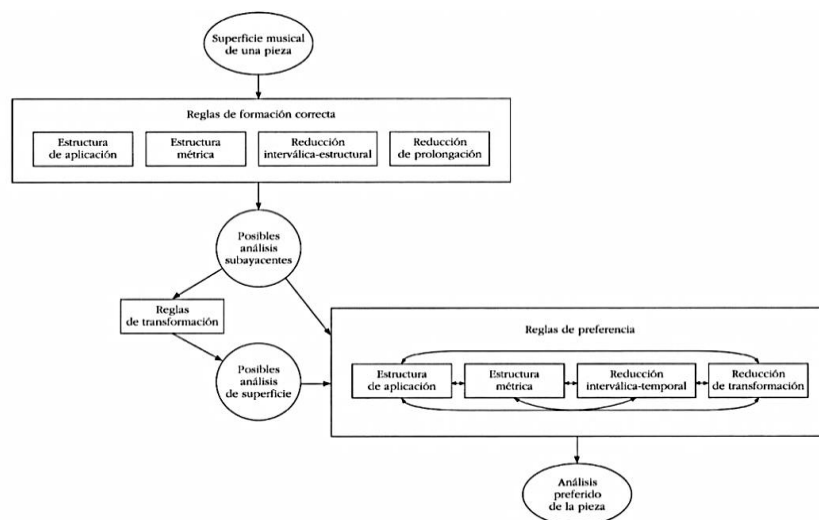 Superficie musical
de una pieza
Reglas de formación correcta
Estructura
de aplicación
Estructura
métrica
Reducción
interválica-estructural
Reducción
de prolongación
Posibles
análisis
subayacentes
Reglas
de transformación
Posibles
análisis
de superficie
Reglas de preferencia
Estructura
de aplicación
Estructura
métrica
Reducción
interválica-temporal
Reducción
de transformación
Análisis
preferido
de la pieza